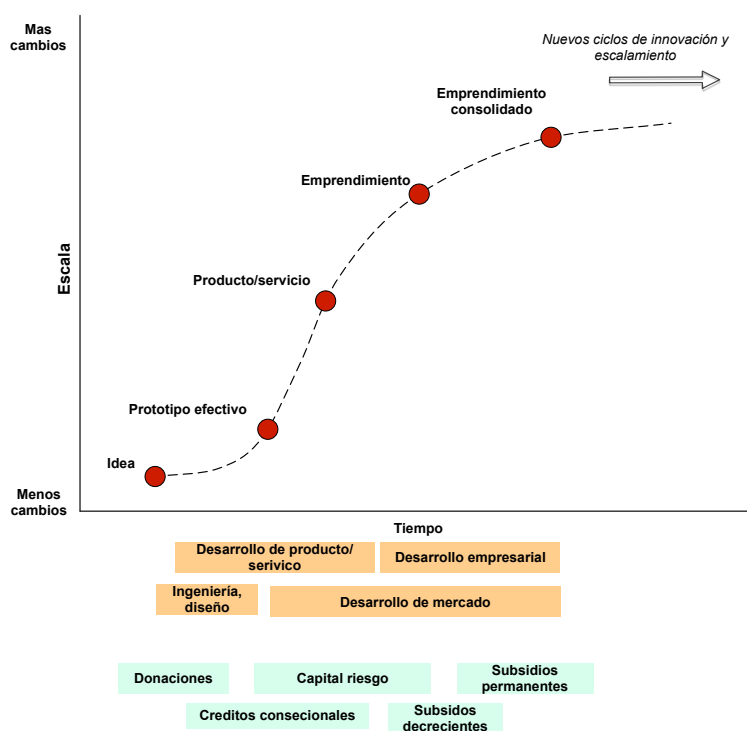 Mas
cambios
Nuevos ciclos de innovación y
escalamiento
Emprendimiento
consolidado
Emprendimiento
Escala
Producto/servicio
Prototipo efectivo
Idea
Menos
cambios
Tiempo
Desarrollo de producto/
serivico
Desarrollo empresarial
Ingeniería,
diseño
Desarrollo de mercado
Donaciones
Capital riesgo
Subsidios
permanentes
Creditos consecionales
Subsidos
decrecientes